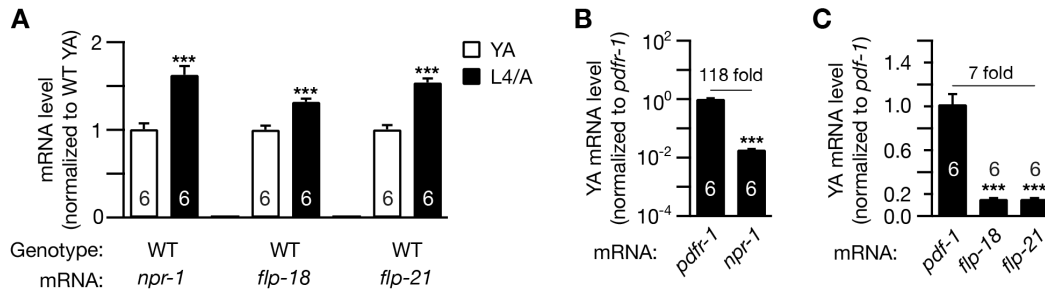 A
mRNA level
(normalized to WT YA)
2
1
0
***
***
***
6
6
6
6
6
6
YA
L4/A
Genotype: WT WT WT
mRNA: npr-1 flp-18 flp-21
B
YA mRNA level
(normalized to pdfr-1)
10²
10⁰
10⁻²
10⁻⁴
118 fold
***
6
6
mRNA: pdfr-1 npr-1
C
YA mRNA level
(normalized to pdf-1)
1.4
1.0
0.6
0.2
0.0
7 fold
6
6
6
***
***
mRNA: pdf-1 flp-18 flp-21